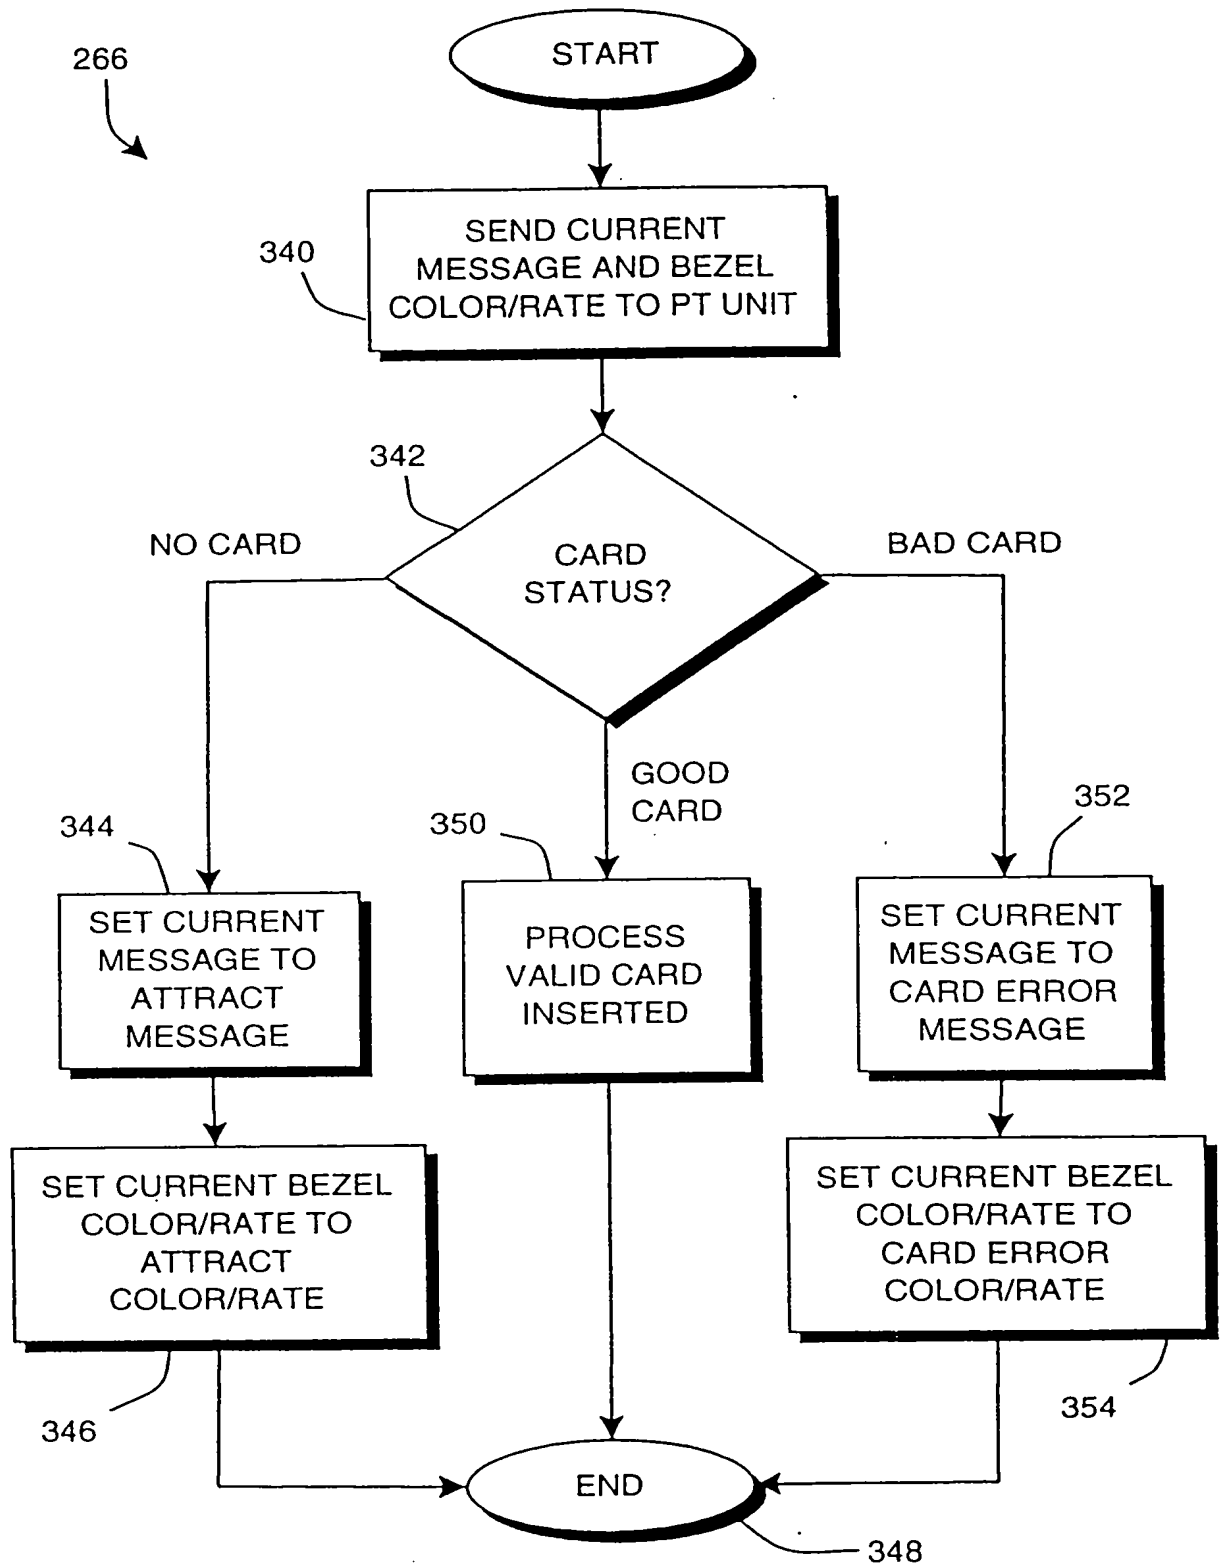 START
266
SEND CURRENT
MESSAGE AND BEZEL
COLOR/RATE TO PT UNIT
340
342
NO CARD
CARD
STATUS?
BAD CARD
GOOD
CARD
344
350
352
SET CURRENT
MESSAGE TO
ATTRACT
MESSAGE
PROCESS
VALID CARD
INSERTED
SET CURRENT
MESSAGE TO
CARD ERROR
MESSAGE
SET CURRENT BEZEL
COLOR/RATE TO
ATTRACT
COLOR/RATE
SET CURRENT BEZEL
COLOR/RATE TO
CARD ERROR
COLOR/RATE
346
354
END
348